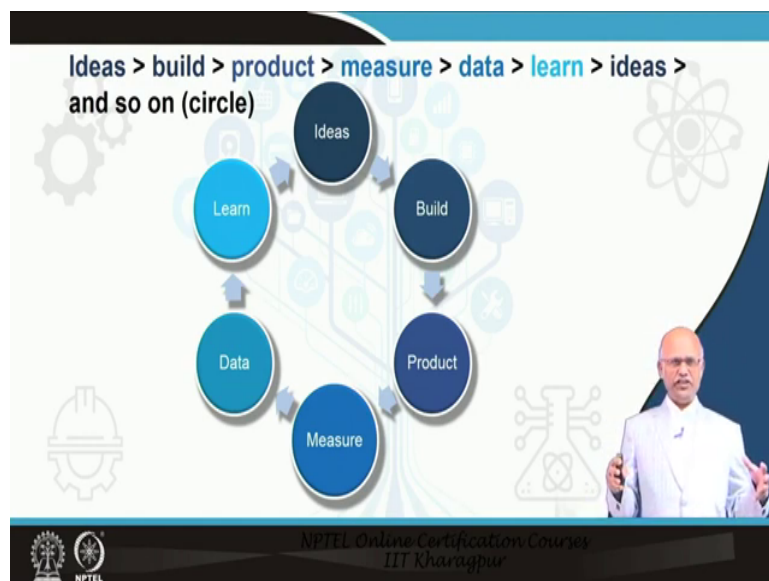 Ideas > build > product > measure > data > learn > ideas >
and so on (circle)
Ideas
Build
Product
Measure
Data
Learn
NPTEL Online Certification Courses
IIT Kharagpur
NPTEL